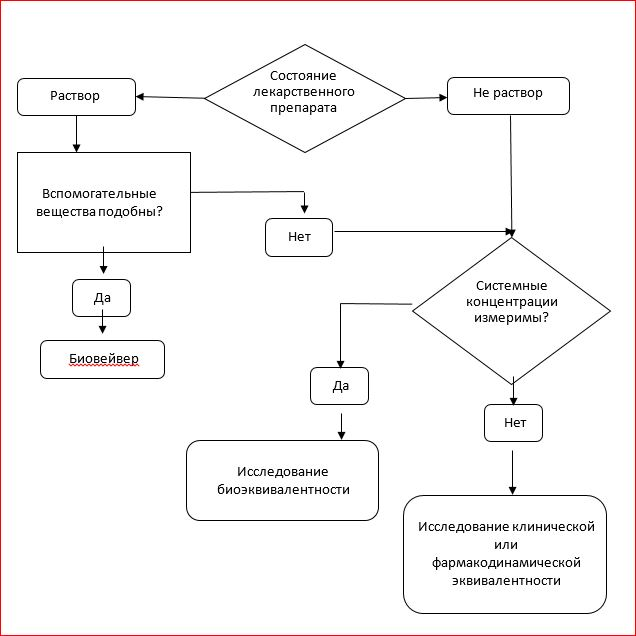 Состояние
лекарственного
препарата
Раствор
Не раствор
Вспомогательные
вещества подобны?
Нет
Да
Биовейвер
Системные
концентрации
измеримы?
Да
Нет
Исследование
биоэквивалентности
Исследование клинической
или
фармакодинамической
эквивалентности